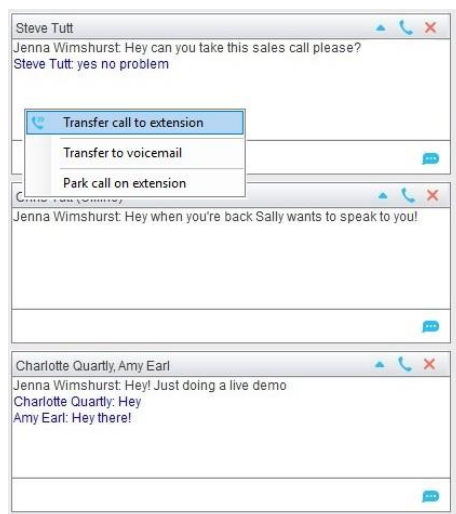 Steve Tutt
Jenna Wimshurst: Hey can you take this sales call please?
Steve Tutt: yes no problem
Transfer call to extension
Transfer to voicemail
Park call on extension
Jenna Wimshurst: Hey when you're back Sally wants to speak to you!
Charlotte Quartly, Amy Earl
Jenna Wimshurst: Hey! Just doing a live demo
Charlotte Quartly: Hey
Amy Earl: Hey there!